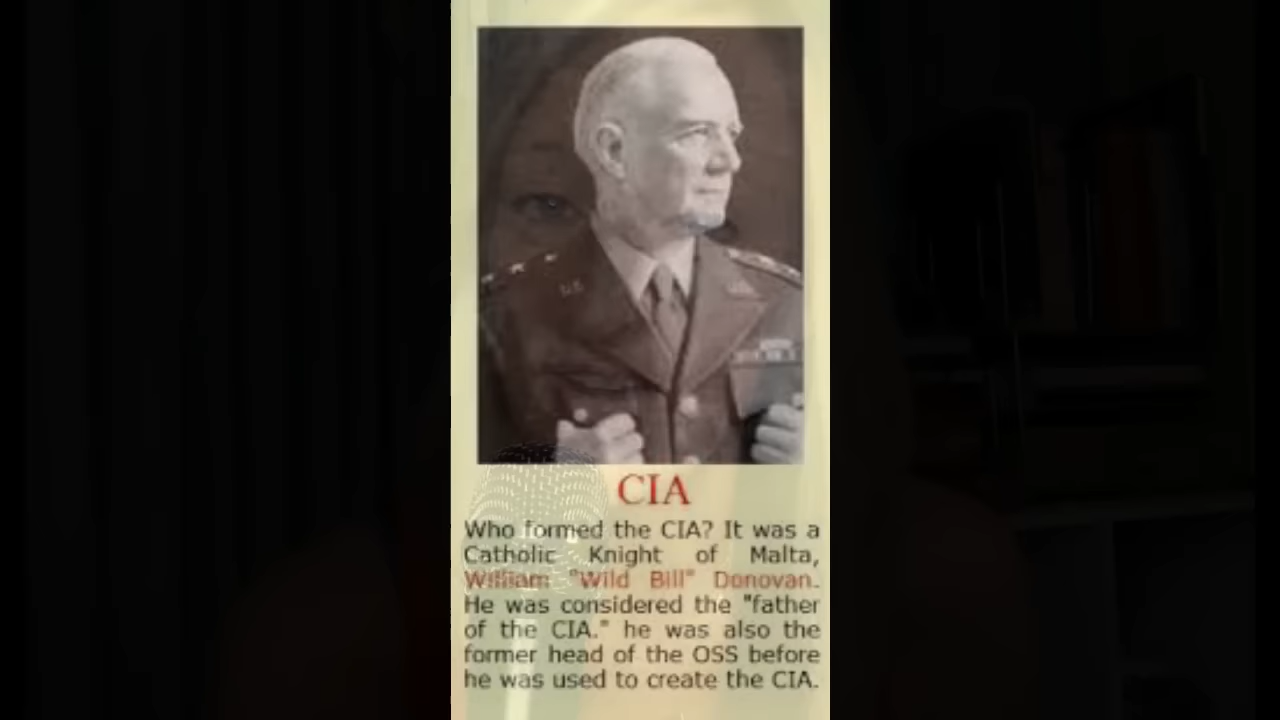 U.S.
CIA
Who formed the CIA? It was a
Catholic Knight of Malta,
William "Wild Bill" Donovan.
He was considered the "father
of the CIA." he was also the
former head of the OSS before
he was used to create the CIA.